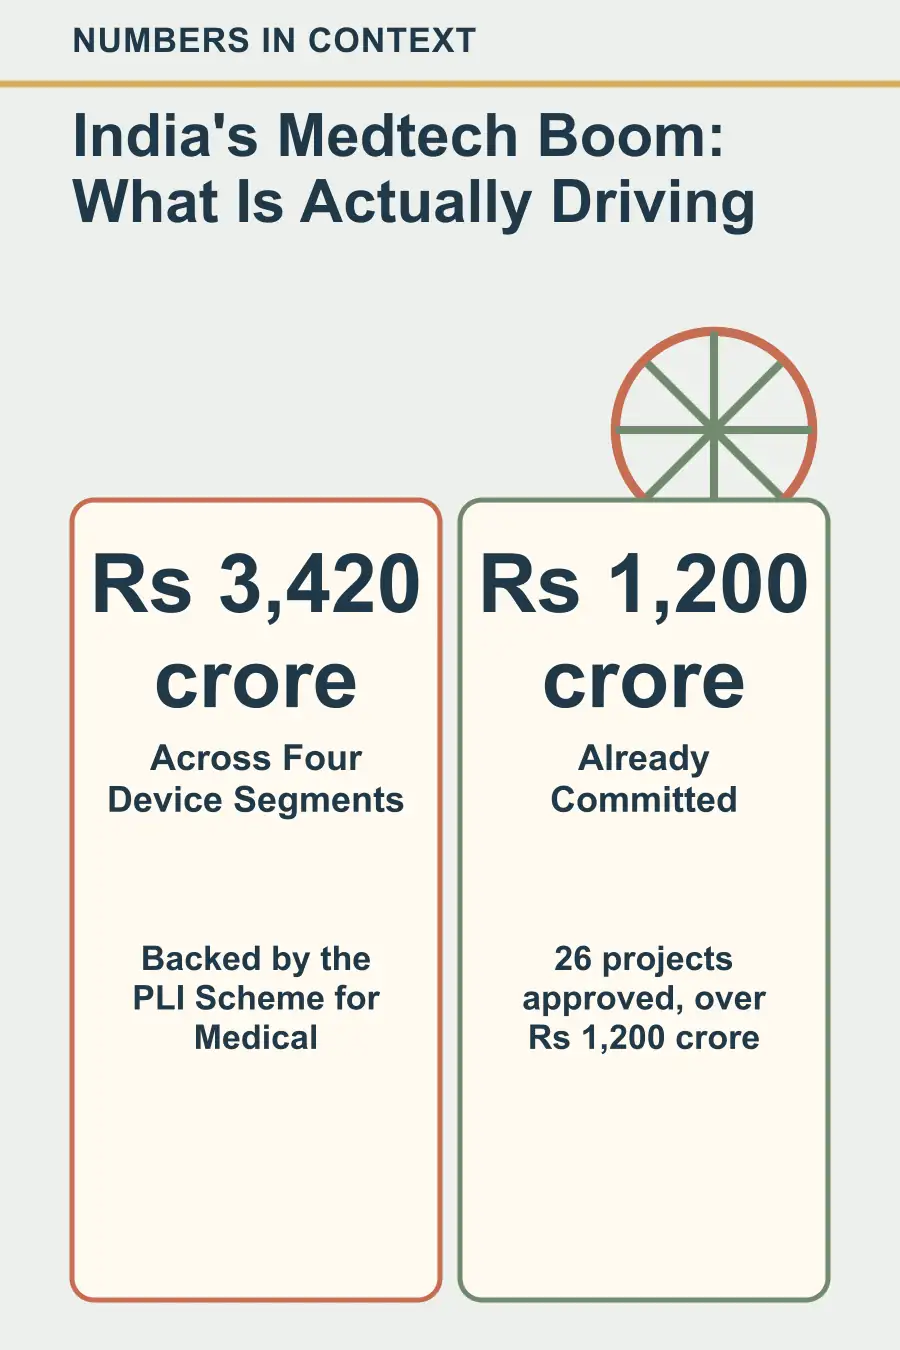 NUMBERS IN CONTEXT
India's Medtech Boom:
What Is Actually Driving
Rs 3,420
crore
Across Four
Device Segments
Backed by the
PLI Scheme for
Medical
Rs 1,200
crore
Already
Committed
26 projects
approved, over
Rs 1,200 crore